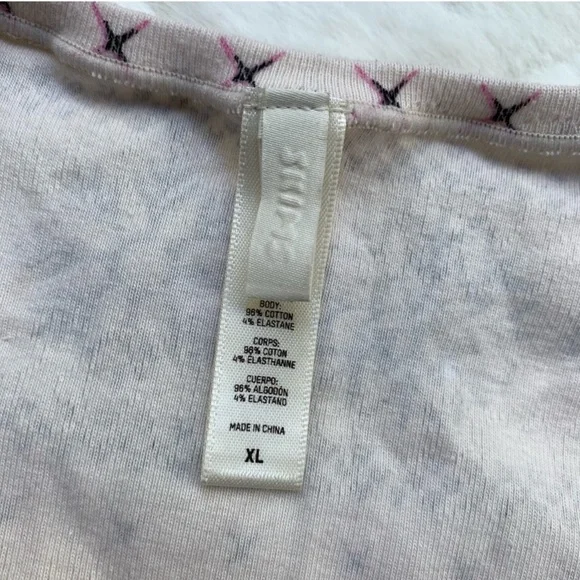 SKIMS
BODY:
96% COTTON
4% ELASTANE
CORPS:
96% COTON
4% ELASTHANNE
CUERPO:
96% ALGODÓN
4% ELASTANO
MADE IN CHINA
XL